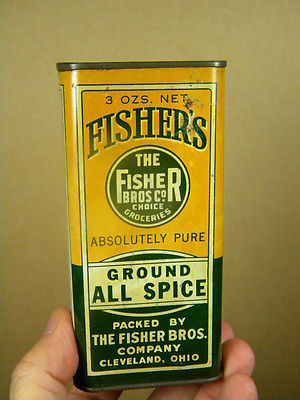 3 OZS. NET
FISHER'S
THE
FISHER
BROS Co
CHOICE
GROCERIES
ABSOLUTELY PURE
GROUND
ALL SPICE
PACKED BY
THE FISHER BROS.
COMPANY
CLEVELAND, OHIO